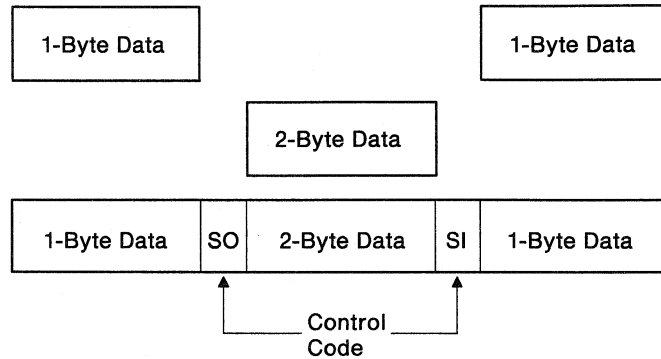 1-Byte Data 1-Byte Data
2-Byte Data
1-Byte Data SO 2-Byte Data SI 1-Byte Data
Control
Code